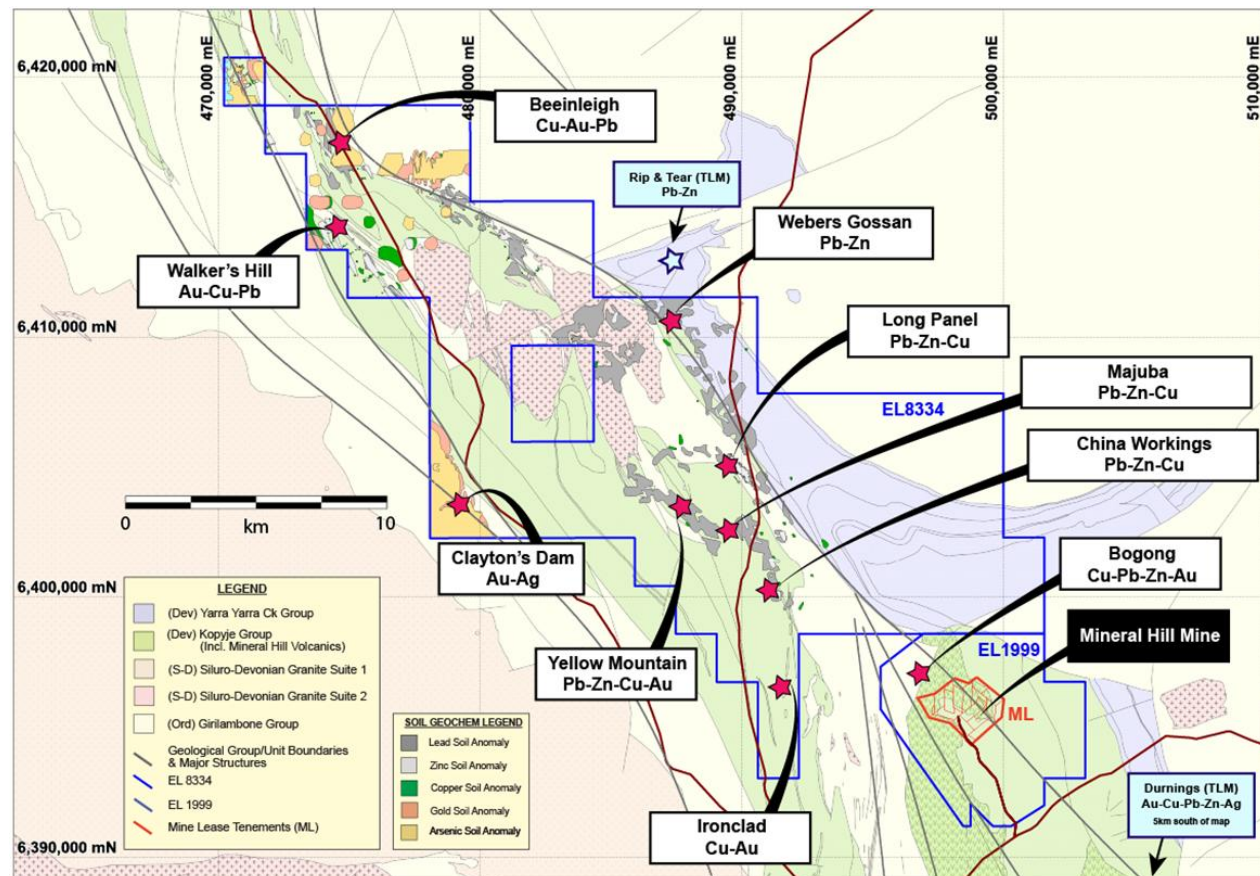 470,000 mE
480,000 mE
490,000 mE
500,000 mE
510,000 mE
6,420,000 mN
6,410,000 mN
6,400,000 mN
6,390,000 mN
Beeinleigh
Cu-Au-Pb
Rip & Tear (TLM)
Pb-Zn
Webers Gossan
Pb-Zn
Walker's Hill
Au-Cu-Pb
Long Panel
Pb-Zn-Cu
Majuba
Pb-Zn-Cu
EL8334
China Workings
Pb-Zn-Cu
0
10
km
Clayton's Dam
Au-Ag
Bogong
Cu-Pb-Zn-Au
Mineral Hill Mine
EL1999
ML
Yellow Mountain
Pb-Zn-Cu-Au
Ironclad
Cu-Au
Durnings (TLM)
Au-Cu-Pb-Zn-Ag
5km south of map
LEGEND
(Dev) Yarra Yarra Ck Group
(Dev) Kopyje Group
(Incl. Mineral Hill Volcanics)
(S-D) Siluro-Devonian Granite Suite 1
(S-D) Siluro-Devonian Granite Suite 2
(Ord) Girilambone Group
Geological Group/Unit Boundaries
& Major Structures
EL 8334
EL 1999
Mine Lease Tenements (ML)
SOIL GEOCHEM LEGEND
Lead Soil Anomaly
Zinc Soil Anomaly
Copper Soil Anomaly
Gold Soil Anomaly
Arsenic Soil Anomaly